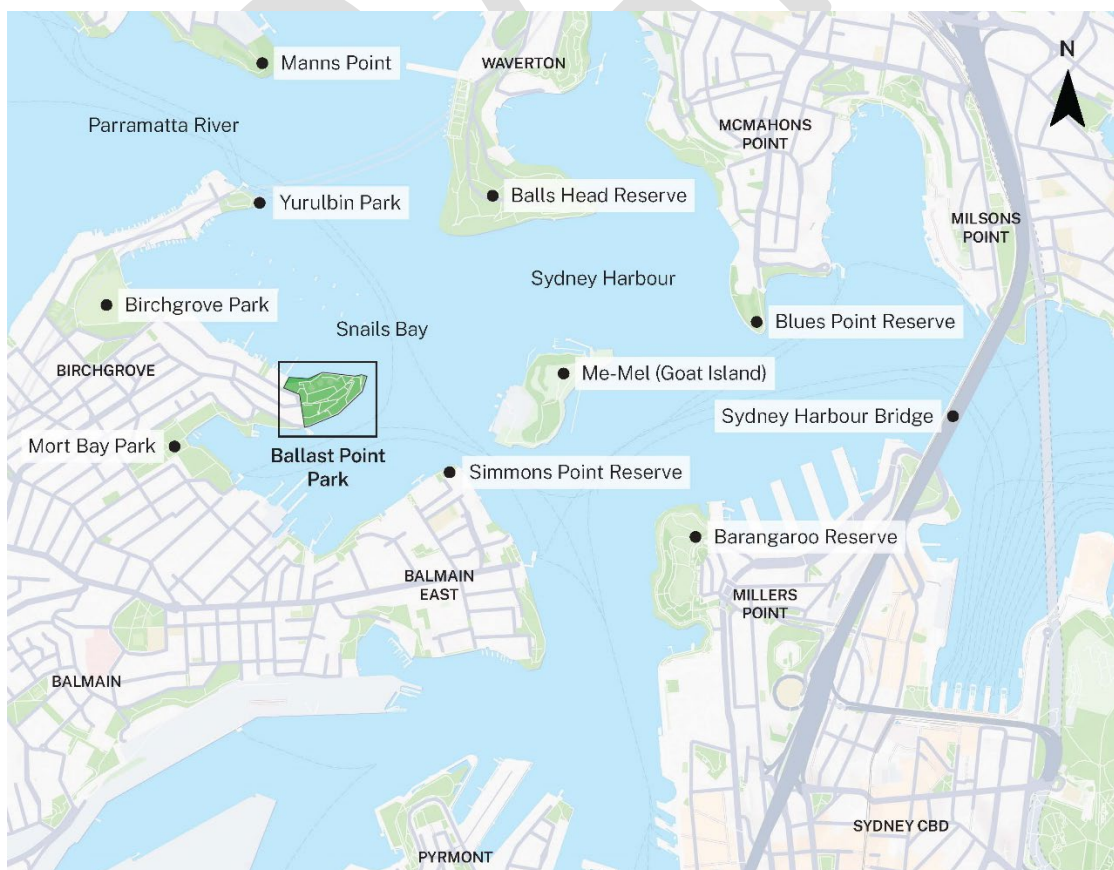 N
Manns Point
WAVERTON
Parramatta River
MCMAHONS
POINT
Yurulbin Park
Balls Head Reserve
MILSONS
POINT
Sydney Harbour
Birchgrove Park
Snails Bay
Blues Point Reserve
BIRCHGROVE
Me-Mel (Goat Island)
Sydney Harbour Bridge
Mort Bay Park
Ballast Point
Park
Simmons Point Reserve
Barangaroo Reserve
BALMAIN
EAST
MILLERS
POINT
BALMAIN
SYDNEY CBD
PYRMONT